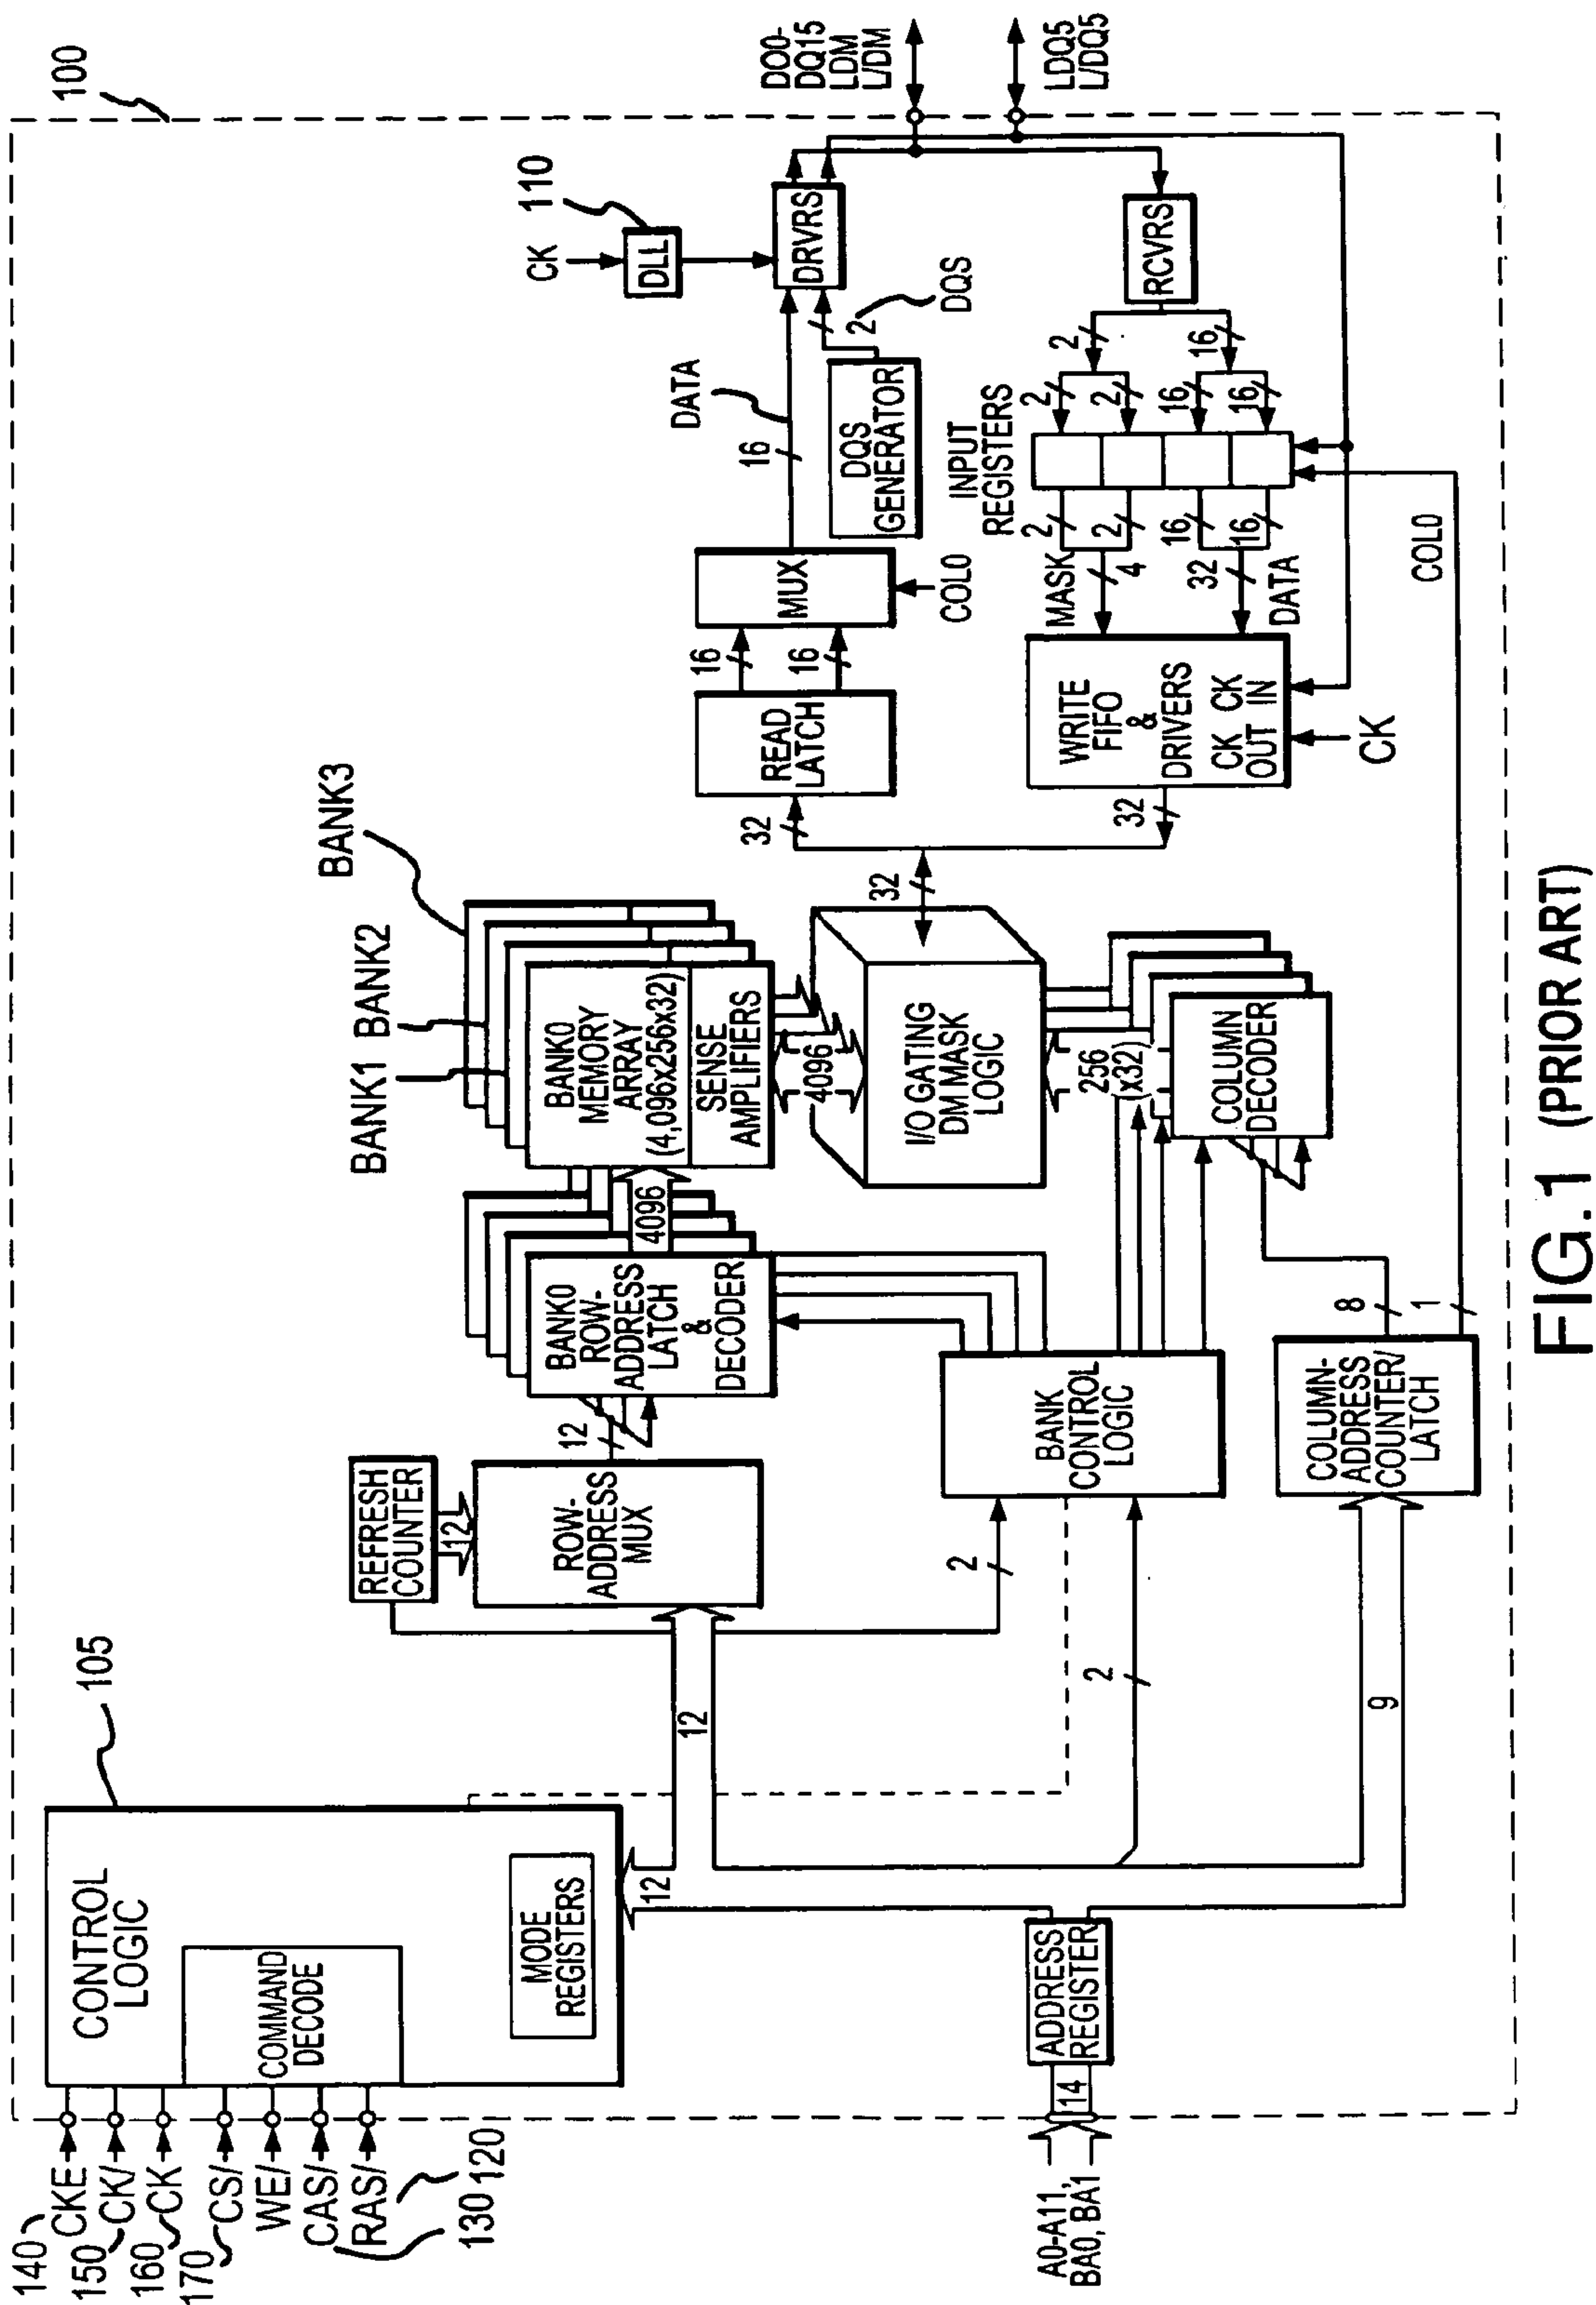 100
140
CKE
150
CK/
160
CK
170
CS/
WE/
CAS/
RAS/
130
120
CONTROL
LOGIC
105
COMMAND
DECODE
MODE
REGISTERS
12
A0-A11,
BA0, BA1
14
ADDRESS
REGISTER
12
2
9
REFRESH
COUNTER
12
ROW-
ADDRESS
MUX
2
12
BANK0
ROW-
ADDRESS
LATCH
&
DECODER
4096
BANK CONTROL
LOGIC
COLUMN-
ADDRESS
COUNTER/
LATCH
8
1
BANK1
BANK2
BANK3
BANK0
MEMORY
ARRAY
(4,096x256x32)
SENSE
AMPLIFIERS
4096
I/O GATING
DM MASK
LOGIC
256
(x32)
COLUMN
DECODER
32
32
32
READ
LATCH
16
16
MUX
COL0
16
DATA
DQS
GENERATOR
2
DQS
CK
DLL
110
DRVRS
DO0-
DQ15
LDM
L/DM
LDQ5
L/DQ5
RCVRS
2
16
2
2
16
16
INPUT
REGISTERS
2
2
16
16
MASK
4
32
DATA
WRITE
FIFO
&
DRIVERS
CK CK
OUT IN
CK
COL0
FIG.1 (PRIOR ART)